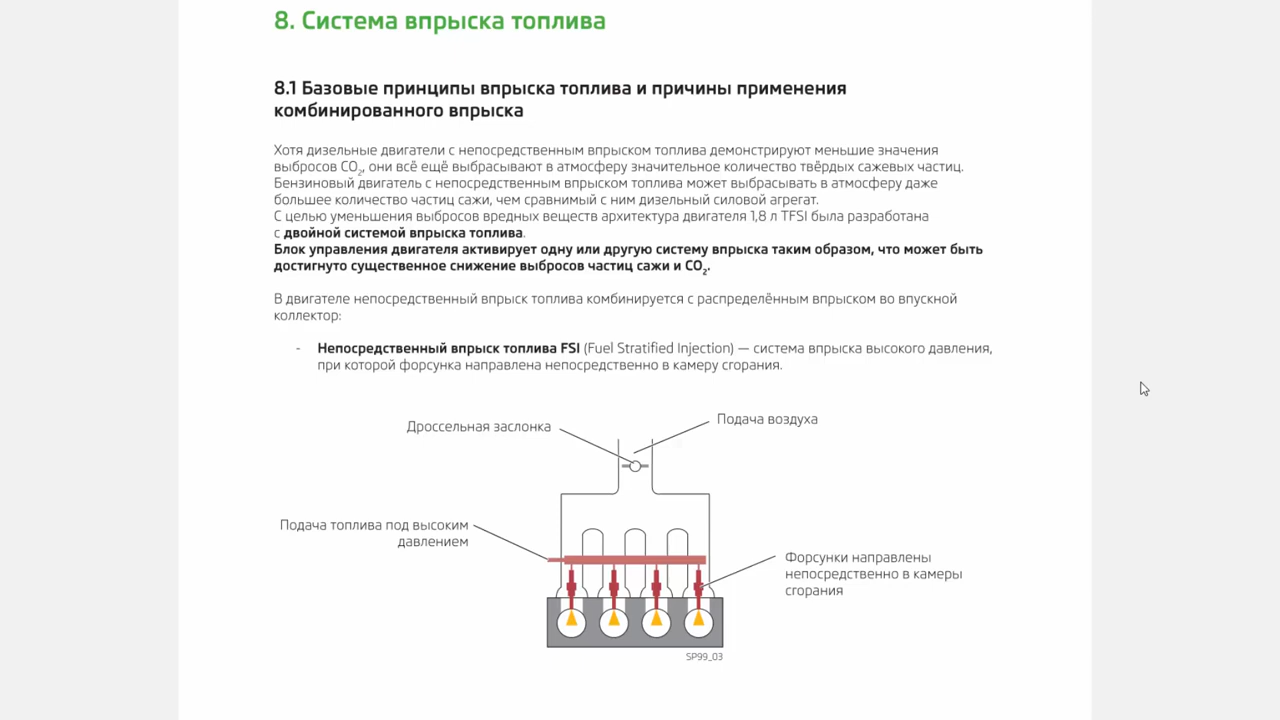 8. Система впрыска топлива
8.1 Базовые принципы впрыска топлива и причины применения
комбинированного впрыска
Хотя дизельные двигатели с непосредственным впрыском топлива демонстрируют меньшие значения
выбросов CO2, они всё ещё выбрасывают в атмосферу значительное количество твёрдых сажевых частиц.
Бензиновый двигатель с непосредственным впрыском топлива может выбрасывать в атмосферу даже
большее количество частиц сажи, чем сравнимый с ним дизельный силовой агрегат.
С целью уменьшения выбросов вредных веществ архитектура двигателя 1,8 л TFSI была разработана
с двойной системой впрыска топлива.
Блок управления двигателя активирует одну или другую систему впрыска таким образом, что может быть
достигнуто существенное снижение выбросов частиц сажи и CO2.
В двигателе непосредственный впрыск топлива комбинируется с распределённым впрыском во впускной
коллектор:
- Непосредственный впрыск топлива FSI (Fuel Stratified Injection) — система впрыска высокого давления,
при которой форсунка направлена непосредственно в камеру сгорания.
Дроссельная заслонка
Подача воздуха
Подача топлива под высоким
давлением
Форсунки направлены
непосредственно в камеры
сгорания
SP99_03